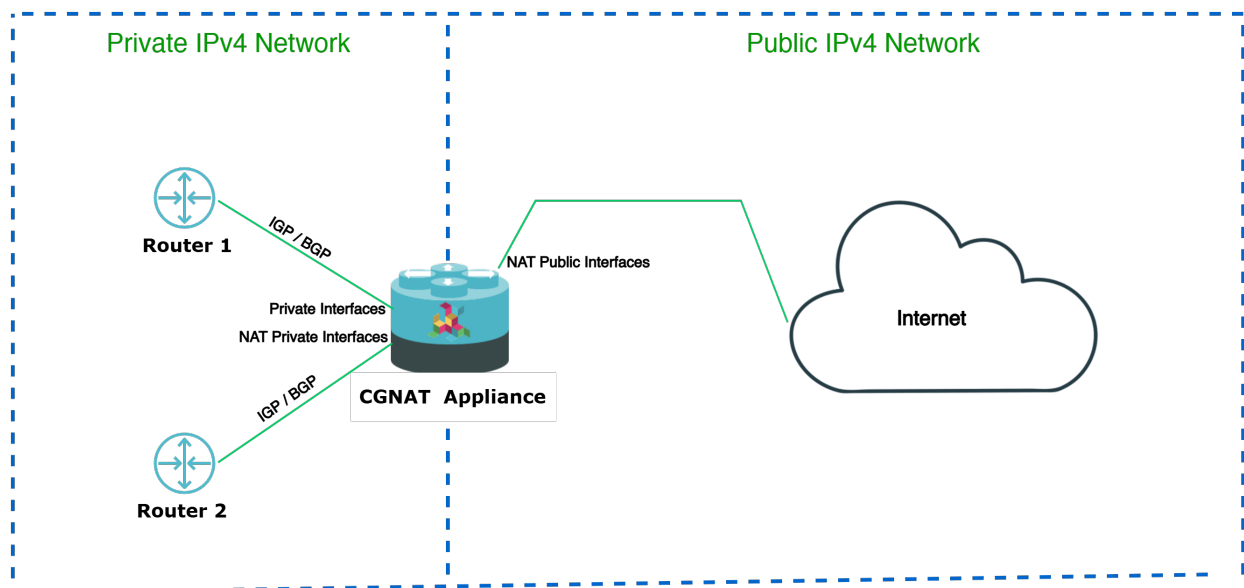 Private IPv4 Network
Public IPv4 Network
Router 1
IGP / BGP
NAT Public Interfaces
Private Interfaces
NAT Private Interfaces
Internet
IGP / BGP
CGNAT Appliance
Router 2